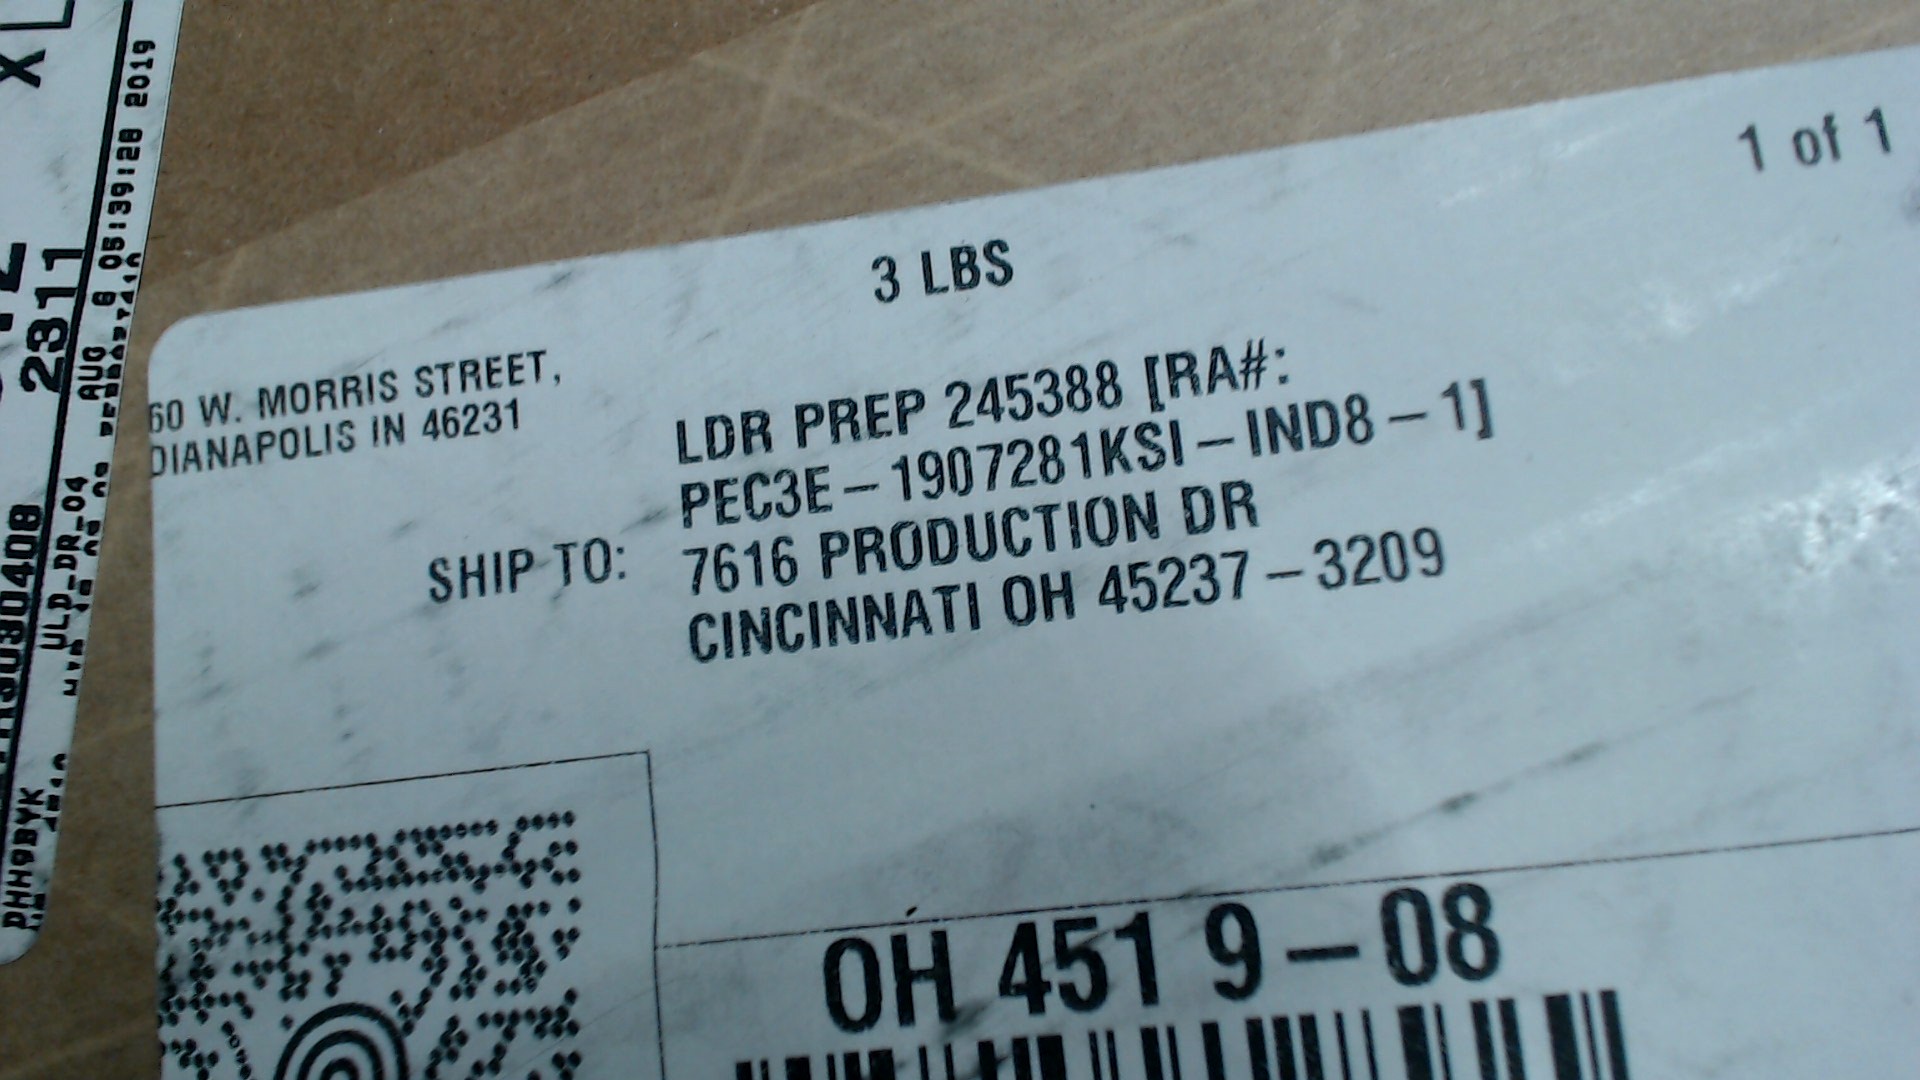 1 of 1
3 LBS
60 W. MORRIS STREET,
DIANAPOLIS IN 46231
LDR PREP 245388 [RA#:
PEC3E-1907281KSI-IND8-1]
SHIP TO: 7616 PRODUCTION DR
CINCINNATI OH 45237-3209
OH 451 9-08
X
2311
AUG 6 05:39:28 2019
ULD_DR_04
DHH9BYK